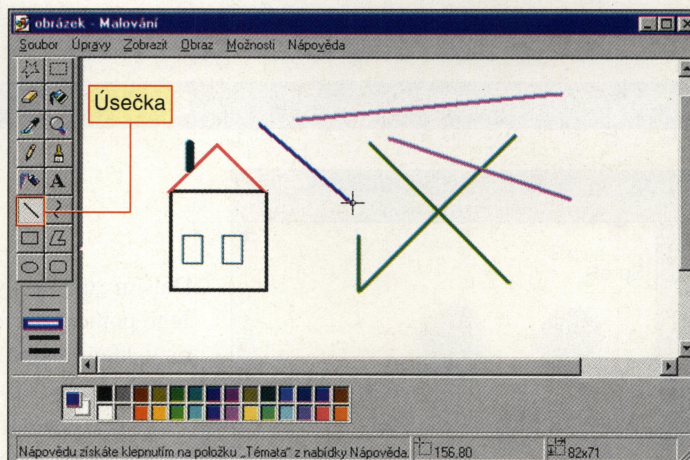 obrázek - Malování
Soubor Úpravy Zobrazit Obraz Možnosti Nápověda
Úsečka
A
Nápovědu získáte klepnutím na položku „Témata“ z nabídky Nápověda. 156,80 82x71